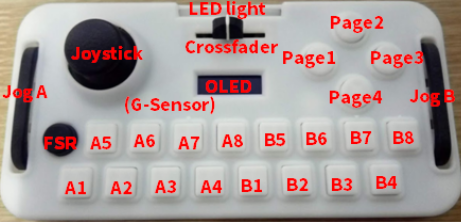 LED light
Page2
Joystick
Crossfader
Page1
Page3
OLED
Jog A
Page4
Jog B
(G-Sensor)
FSR A5 A6 A7 A8 B5 B6 B7 B8
A1 A2 A3 A4 B1 B2 B3 B4